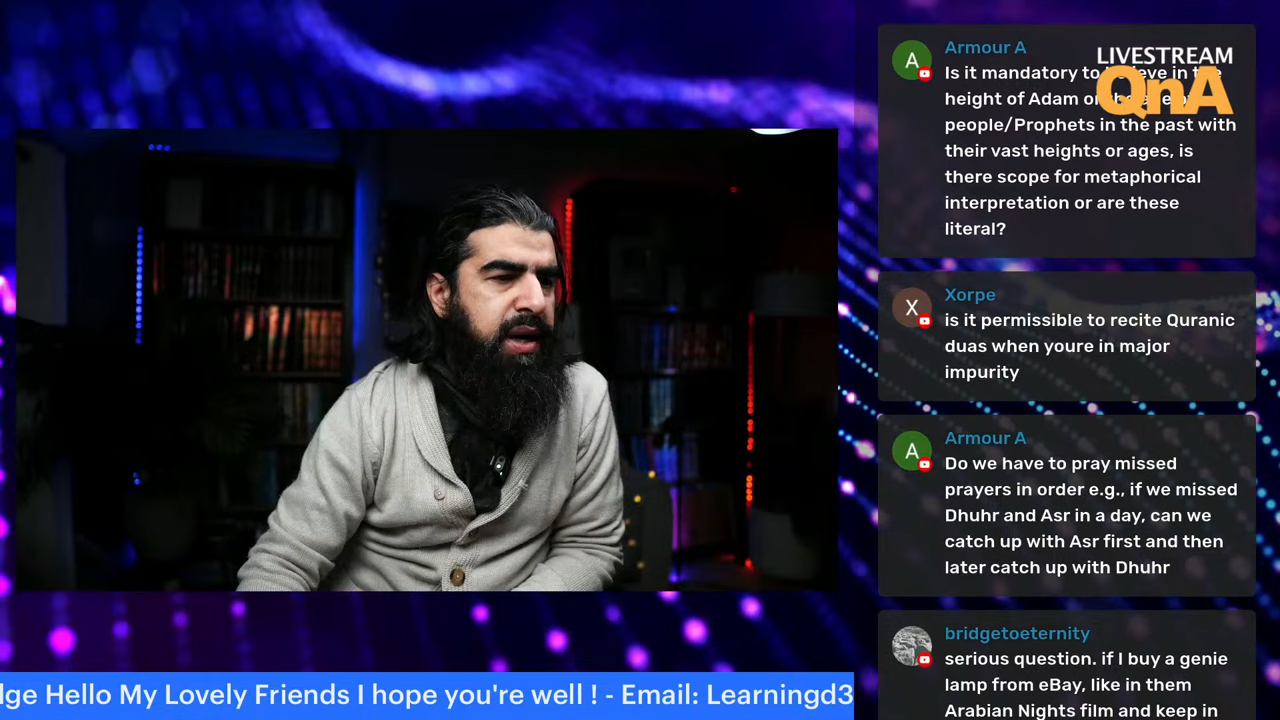 Armour A
Is it mandatory to in the
height of Adam or
people/Prophets in the past with
their vast heights or ages, is
there scope for metaphorical
interpretation or are these
literal?
LIVESTREAM
QnA
X
Xorpe
is it permissible to recite Quranic
duas when youre in major
impurity
A
Armour A
Do we have to pray missed
prayers in order e.g., if we missed
Dhuhr and Asr in a day, can we
catch up with Asr first and then
later catch up with Dhuhr
bridgetoeternity
serious question. if I buy a genie
lamp from eBay, like in them
Arabian Nights film and keep in
A
dge Hello My Lovely Friends I hope you're well ! - Email: Learningd3